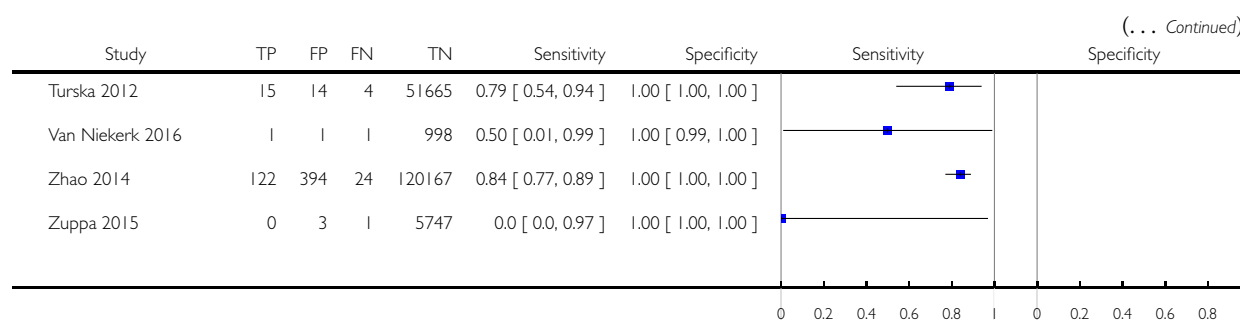 (... Continued)
Study TP FP FN TN Sensitivity Specificity Sensitivity Specificity
Turska 2012 15 14 4 51665 0.79 [ 0.54, 0.94 ] 1.00 [ 1.00, 1.00 ]
Van Niekerk 2016 1 1 1 998 0.50 [ 0.01, 0.99 ] 1.00 [ 0.99, 1.00 ]
Zhao 2014 122 394 24 120167 0.84 [ 0.77, 0.89 ] 1.00 [ 1.00, 1.00 ]
Zuppa 2015 0 3 1 5747 0.0 [ 0.0, 0.97 ] 1.00 [ 1.00, 1.00 ]
0 0.2 0.4 0.6 0.8 1 0 0.2 0.4 0.6 0.8